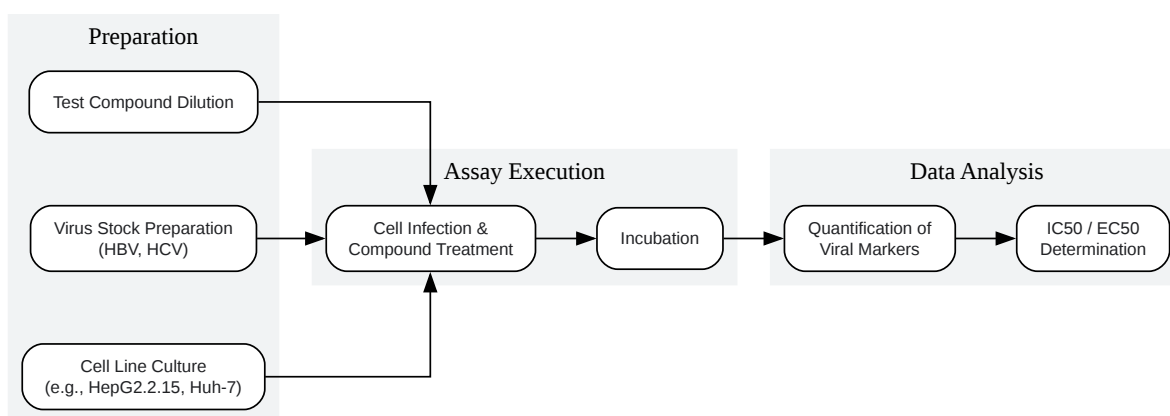 Preparation
Test Compound Dilution
Virus Stock Preparation
(HBV, HCV)
Cell Line Culture
(e.g., HepG2.2.15, Huh-7)
Assay Execution
Cell Infection &
Compound Treatment
Incubation
Data Analysis
Quantification of
Viral Markers
IC50 / EC50
Determination